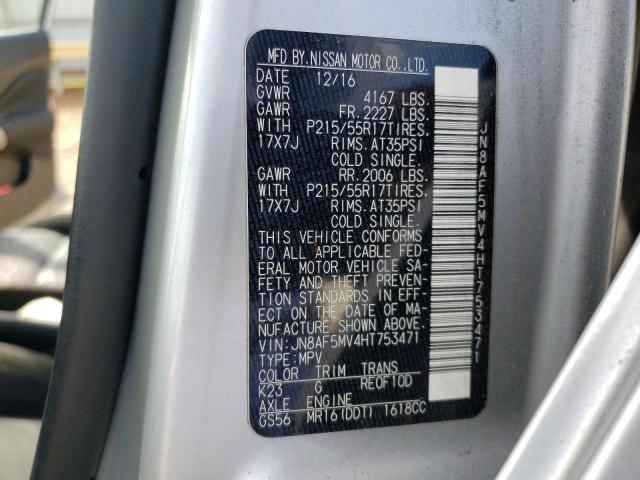 MFD BY.NISSAN MOTOR CO.,LTD.
DATE 12/16
GVWR 4167 LBS.
GAWR FR. 2227 LBS.
WITH P215/55R17TIRES.
17X7J RIMS. AT35PSI
COLD SINGLE.
GAWR RR. 2006 LBS.
WITH P215/55R17TIRES.
17X7J RIMS. AT35PSI
COLD SINGLE.
THIS VEHICLE CONFORMS
TO ALL APPLICABLE FED-
ERAL MOTOR VEHICLE SA-
FETY AND THEFT PREVEN-
TION STANDARDS IN EFF-
ECT ON THE DATE OF MA-
NUFACTURE SHOWN ABOVE.
VIN: JN8AF5MV4HT753471
TYPE: MPV
COLOR TRIM TRANS
K23 G REOF10D
AXLE ENGINE
GS56 MR16(DDT) 1618CC
JN8AF5MV4HT753471